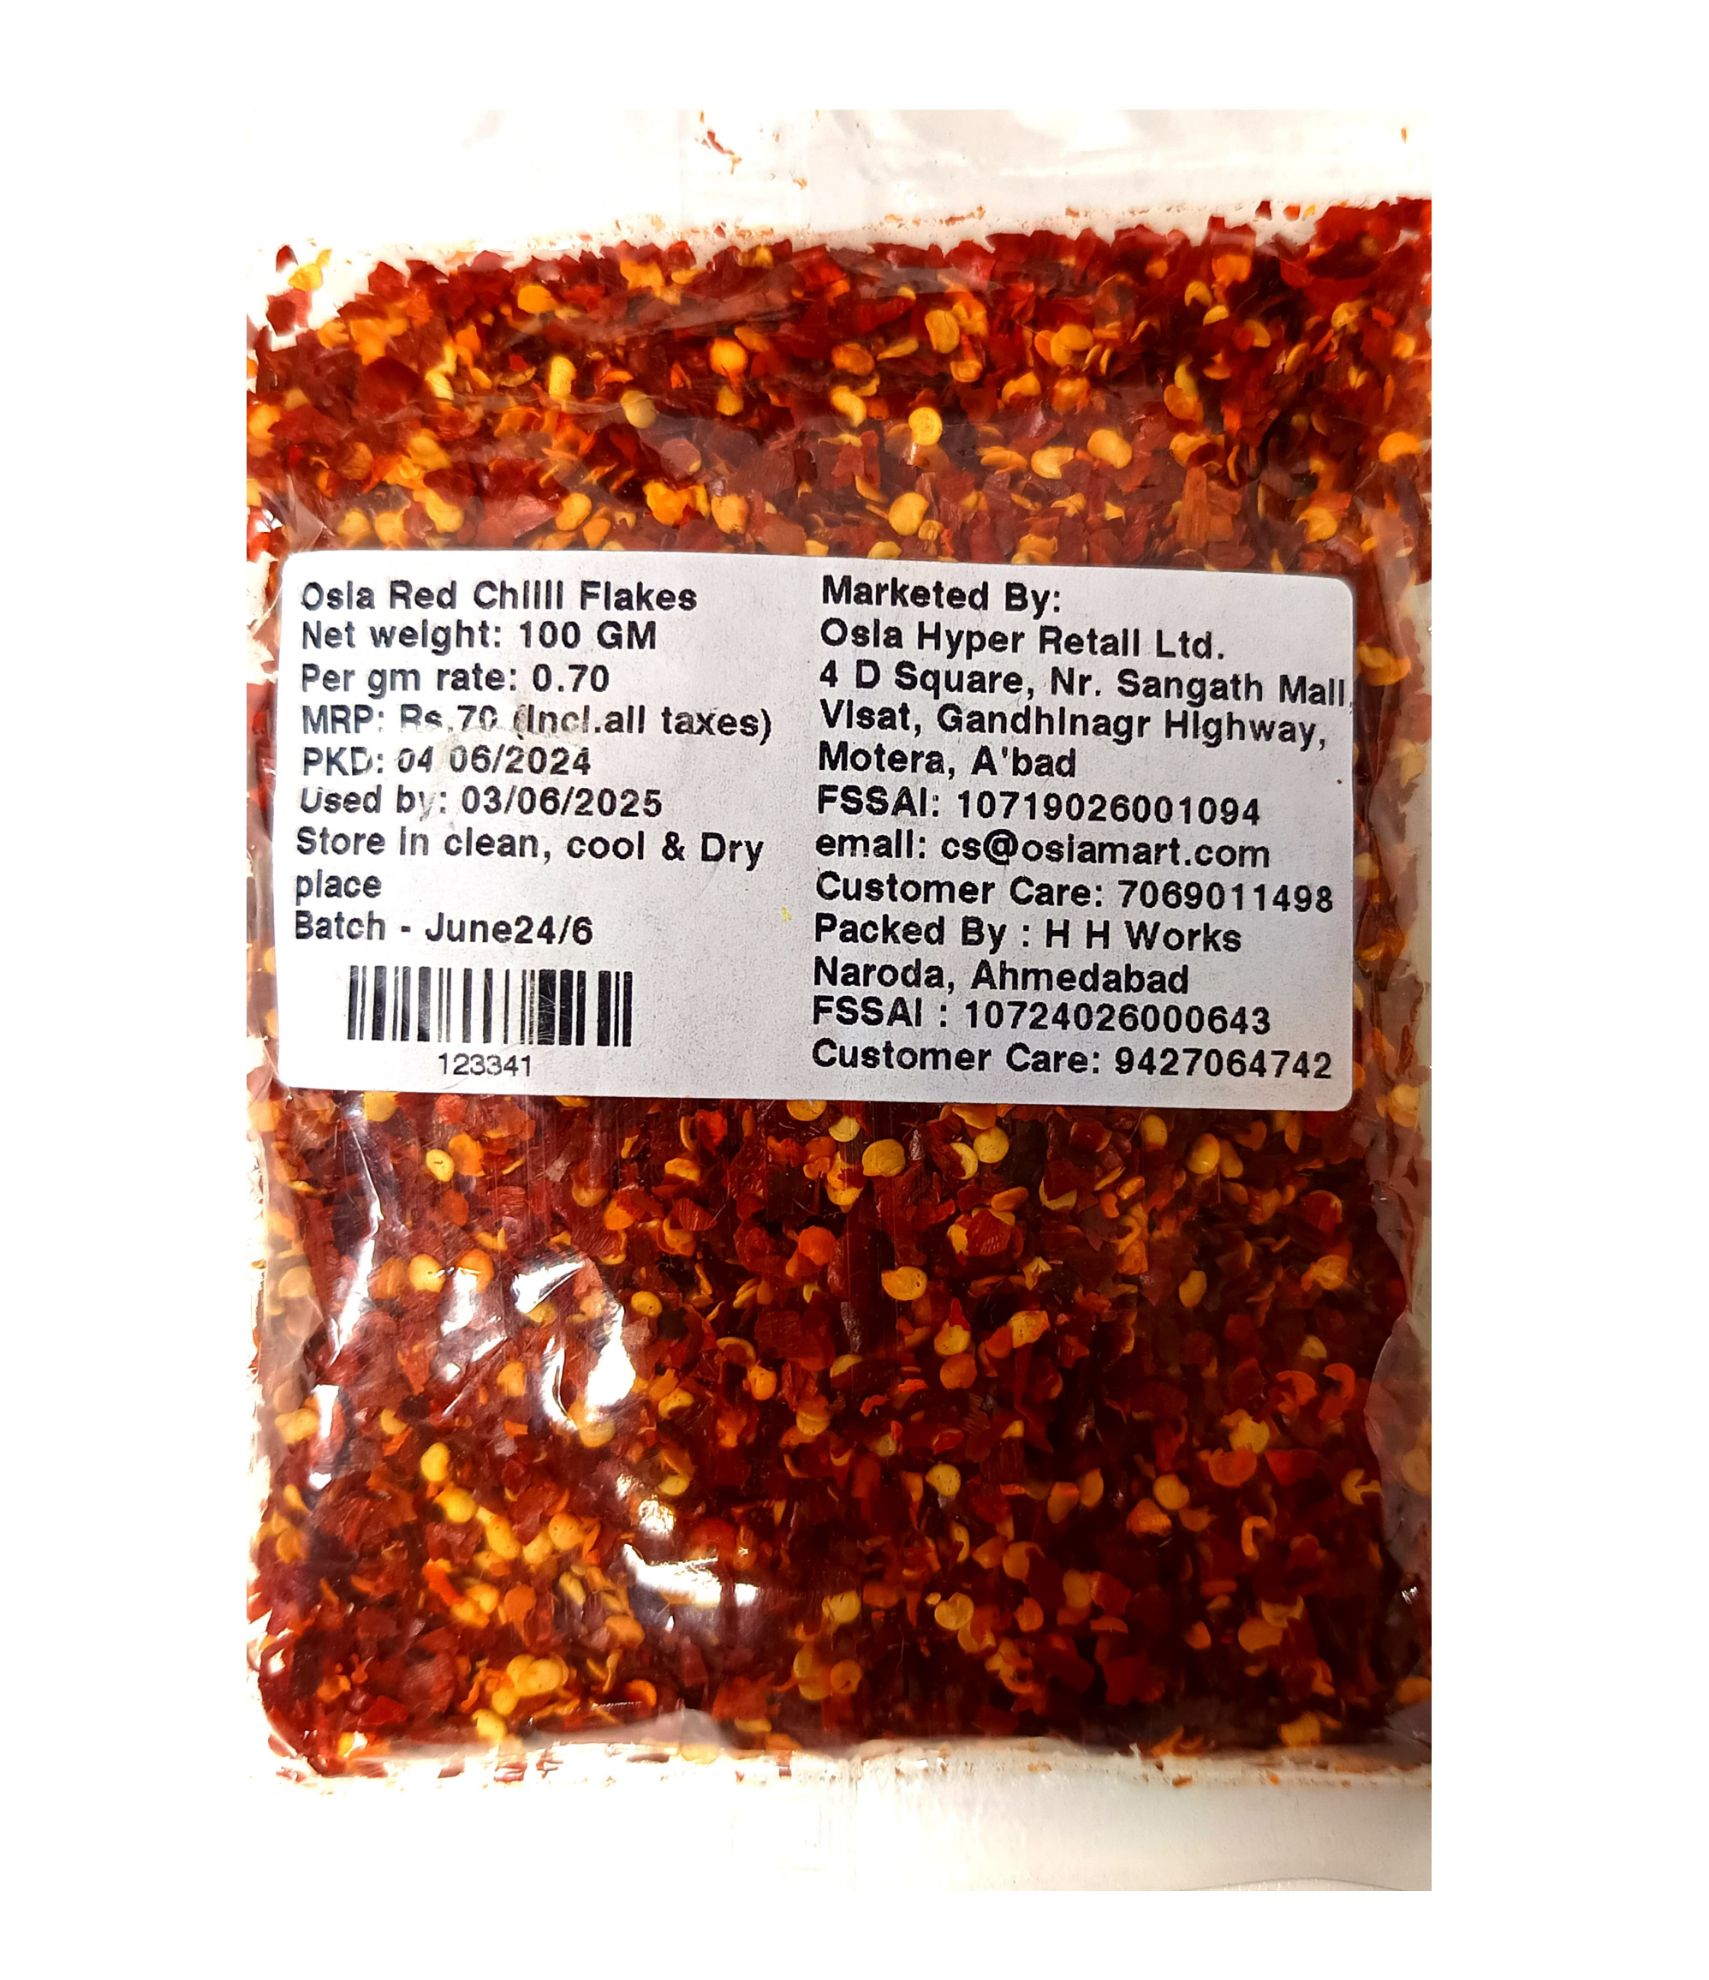 Osia Red Chilli Flakes
Net weight: 100 GM
Per gm rate: 0.70
MRP: Rs.70 (Incl.all taxes)
PKD: 04 06/2024
Used by: 03/06/2025
Store in clean, cool & Dry
place
Batch - June24/6
123341
Marketed By:
Osia Hyper Retail Ltd.
4 D Square, Nr. Sangath Mall,
Visat, Gandhinagr Highway,
Motera, A'bad
FSSAI: 10719026001094
email: cs@osiamart.com
Customer Care: 7069011498
Packed By : H H Works
Naroda, Ahmedabad
FSSAI : 10724026000643
Customer Care: 9427064742